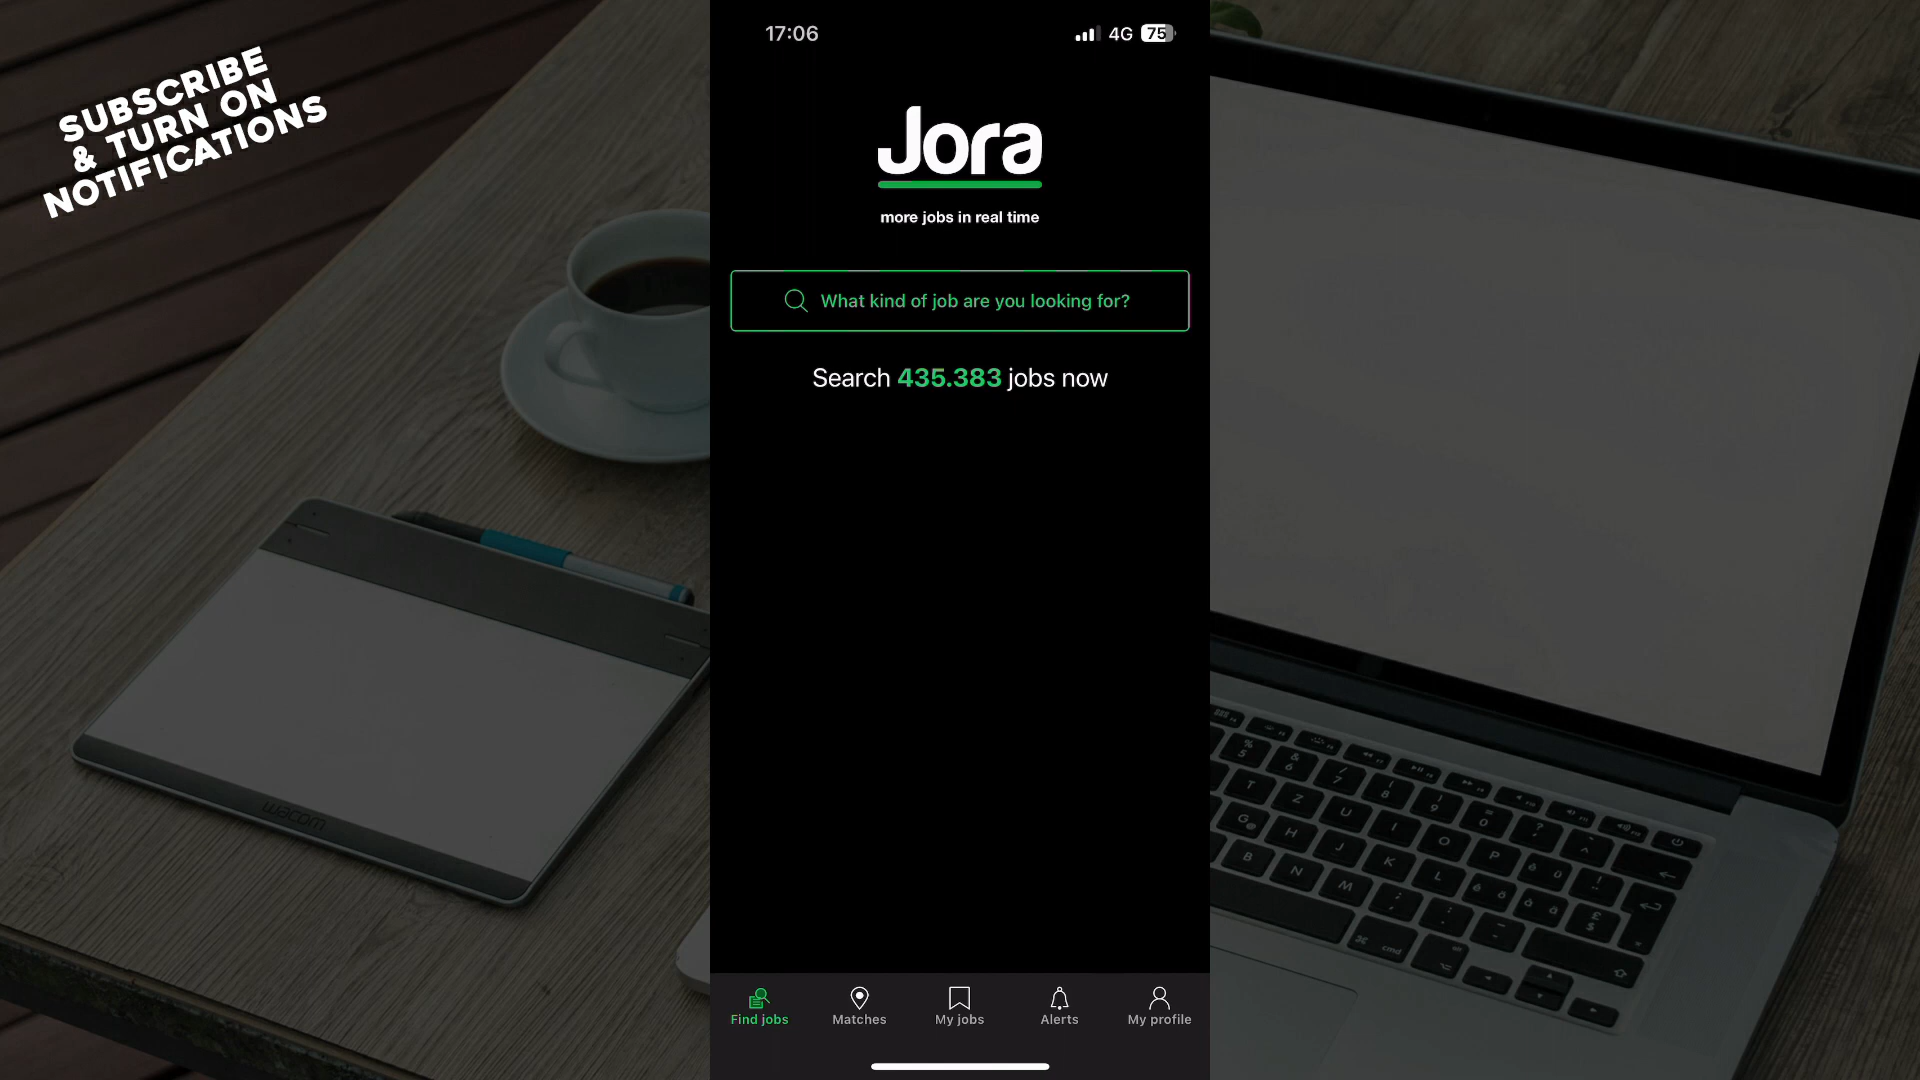 SUBSCRIBE
& TURN ON
NOTIFICATIONS
17:06
4G 75
Jora
more jobs in real time
What kind of job are you looking for?
Search 435.383 jobs now
wacom
Find jobs
Matches
My jobs
Alerts
My profile